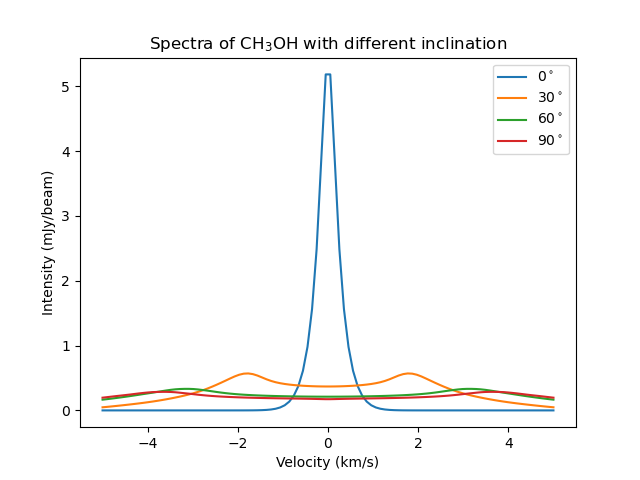 Spectra of CH₃OH with different inclination
0°
30°
60°
90°
5
4
3
2
1
0
Intensity (mJy/beam)
−4 −2 0 2 4
Velocity (km/s)